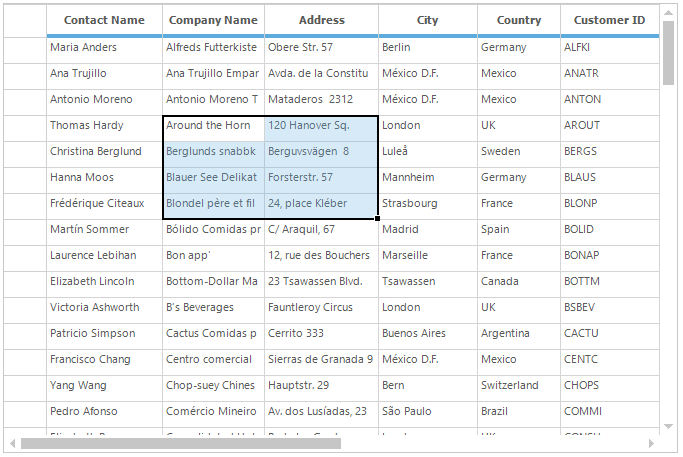 Contact Name Company Name Address City Country Customer ID
Maria Anders Alfreds Futterkiste Obere Str. 57 Berlin Germany ALFKI
Ana Trujillo Ana Trujillo Empar Avda. de la Constitu México D.F. Mexico ANATR
Antonio Moreno Antonio Moreno T Mataderos 2312 México D.F. Mexico ANTON
Thomas Hardy Around the Horn 120 Hanover Sq. London UK AROUT
Christina Berglund Berglunds snabbk Berguvsvägen 8 Luleå Sweden BERGS
Hanna Moos Blauer See Delikat Forsterstr. 57 Mannheim Germany BLAUS
Frédérique Citeaux Blondel père et fil 24, place Kléber Strasbourg France BLONP
Martín Sommer Bólido Comidas pr C/ Araquil, 67 Madrid Spain BOLID
Laurence Lebihan Bon app' 12, rue des Bouchers Marseille France BONAP
Elizabeth Lincoln Bottom-Dollar Ma 23 Tsawassen Blvd. Tsawassen Canada BOTTM
Victoria Ashworth B's Beverages Fauntleroy Circus London UK BSBEV
Patricio Simpson Cactus Comidas p Cerrito 333 Buenos Aires Argentina CACTU
Francisco Chang Centro comercial Sierras de Granada 9 México D.F. Mexico CENTC
Yang Wang Chop-suey Chines Hauptstr. 29 Bern Switzerland CHOPS
Pedro Afonso Comércio Mineiro Av. dos Lusíadas, 23 São Paulo Brazil COMMI